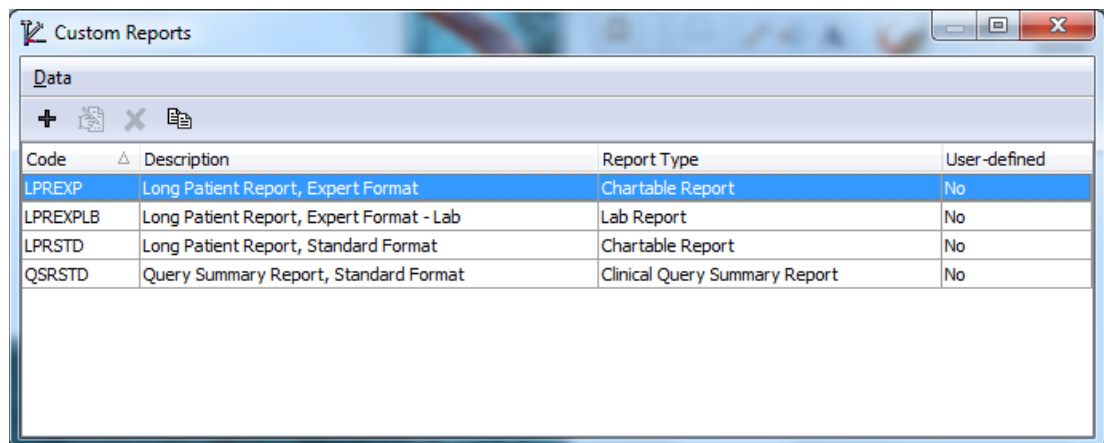 Custom Reports
Data
Code Description Report Type User-defined
LPREXP Long Patient Report, Expert Format Chartable Report No
LPREXPLB Long Patient Report, Expert Format - Lab Lab Report No
LPRSTD Long Patient Report, Standard Format Chartable Report No
QSRSTD Query Summary Report, Standard Format Clinical Query Summary Report No